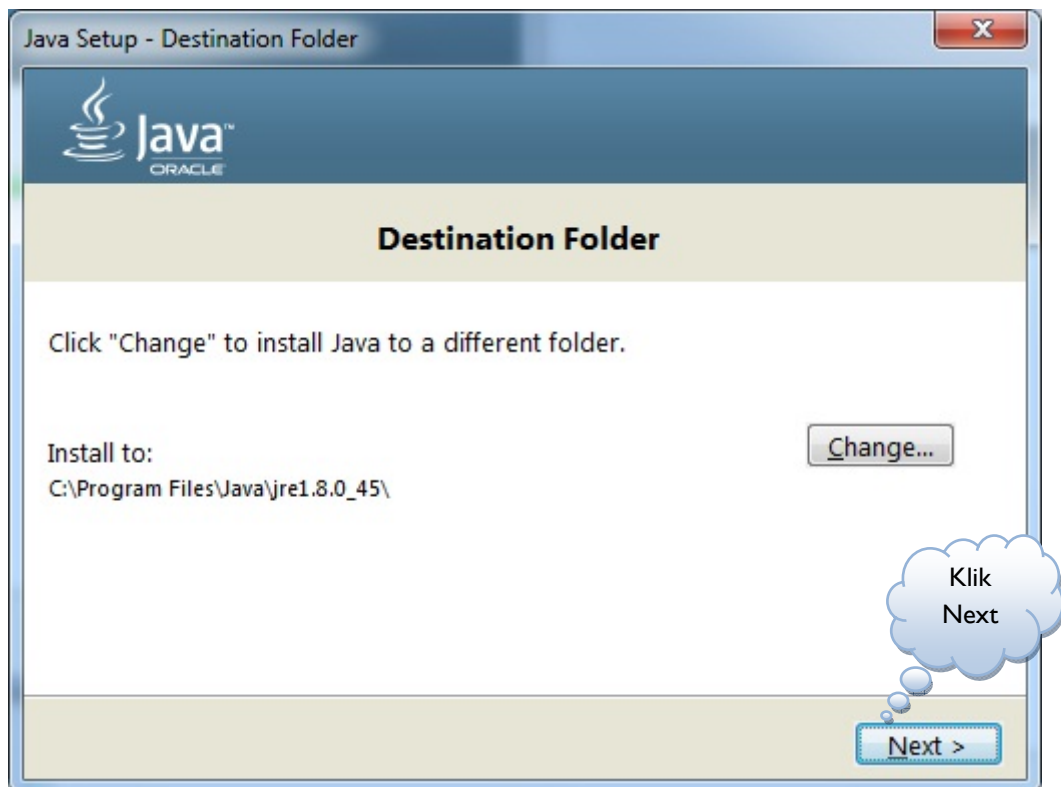 Java Setup - Destination Folder
Java™
ORACLE
Destination Folder
Click "Change" to install Java to a different folder.
Change...
Install to:
C:\Program Files\Java\jre1.8.0_45\
Klik
Next
Next >